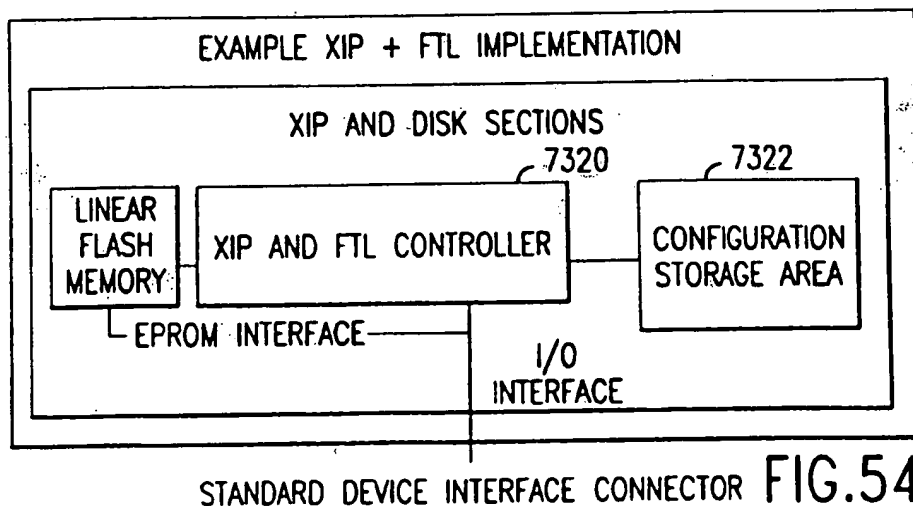 EXAMPLE XIP + FTL IMPLEMENTATION
XIP AND DISK SECTIONS
7320
7322
LINEAR
FLASH
MEMORY
XIP AND FTL CONTROLLER
CONFIGURATION
STORAGE AREA
EPROM INTERFACE
I/O
INTERFACE
STANDARD DEVICE INTERFACE CONNECTOR
FIG.54